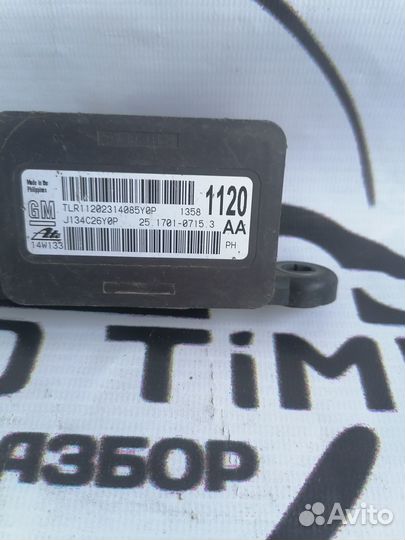 Made in the Philippines
GM
TLR11202314085Y0P 1358 1120
J134C26Y0P 25.1701-0715.3 AA
Ate
14W133 PH
TiM
АЗБОР
Avito